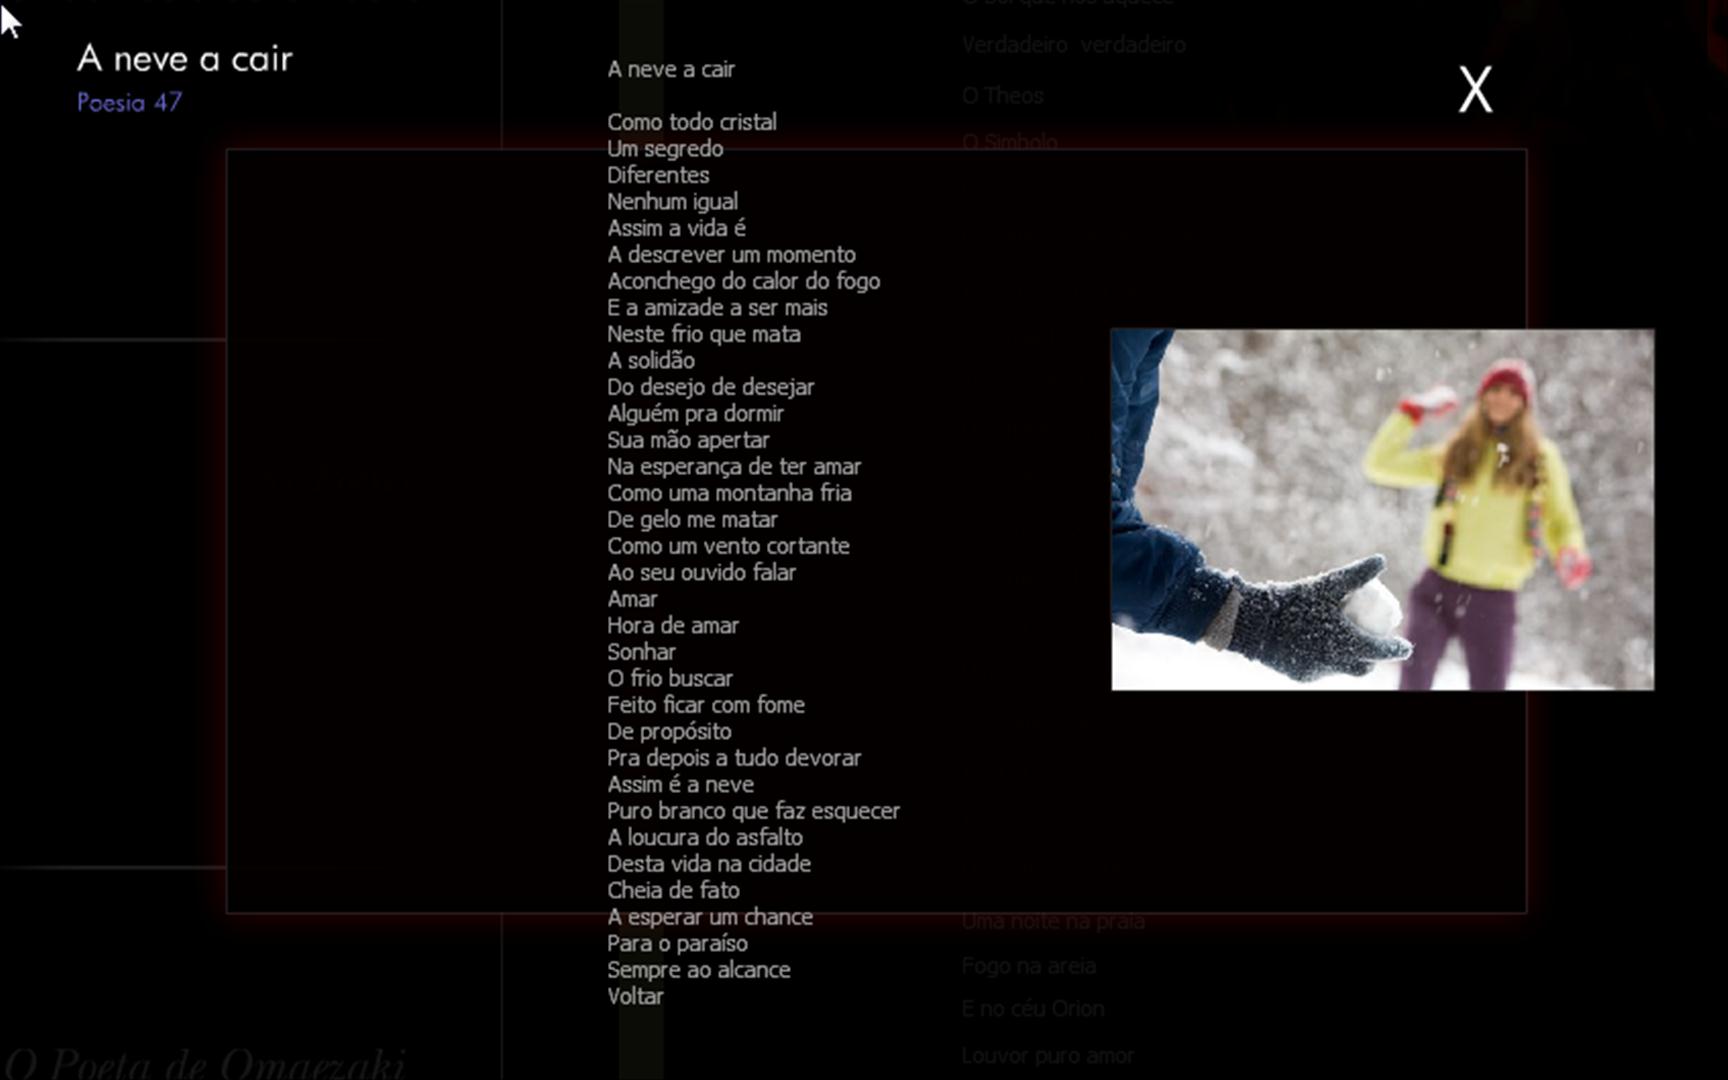 A neve a cair
Poesia 47
X
A neve a cair
Como todo cristal
Um segredo
Diferentes
Nenhum igual
Assim a vida é
A descrever um momento
Aconchego do calor do fogo
E a amizade a ser mais
Neste frio que mata
A solidão
Do desejo de desejar
Alguém pra dormir
Sua mão apertar
Na esperança de ter amar
Como uma montanha fria
De gelo me matar
Como um vento cortante
Ao seu ouvido falar
Amar
Hora de amar
Sonhar
O frio buscar
Feito ficar com fome
De propósito
Pra depois a tudo devorar
Assim é a neve
Puro branco que faz esquecer
A loucura do asfalto
Desta vida na cidade
Cheia de fato
A esperar um chance
Para o paraíso
Sempre ao alcance
Voltar
Verdadeiro verdadeiro
O Theos
O Simbolo
Uma noite na praia
Fogo na areia
E no céu Orion
Louvor puro amor
O Poeta de Omaezaki